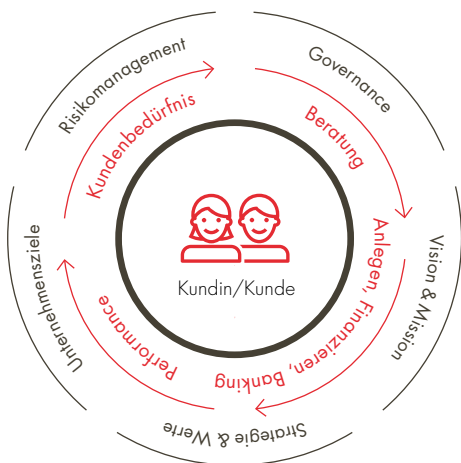 Risikomanagement
Governance
Vision & Mission
Strategie & Werte
Unternehmensziele
Kundenbedürfnis
Beratung
Anlegen, Finanzieren, Banking
Performance
Kundin/Kunde